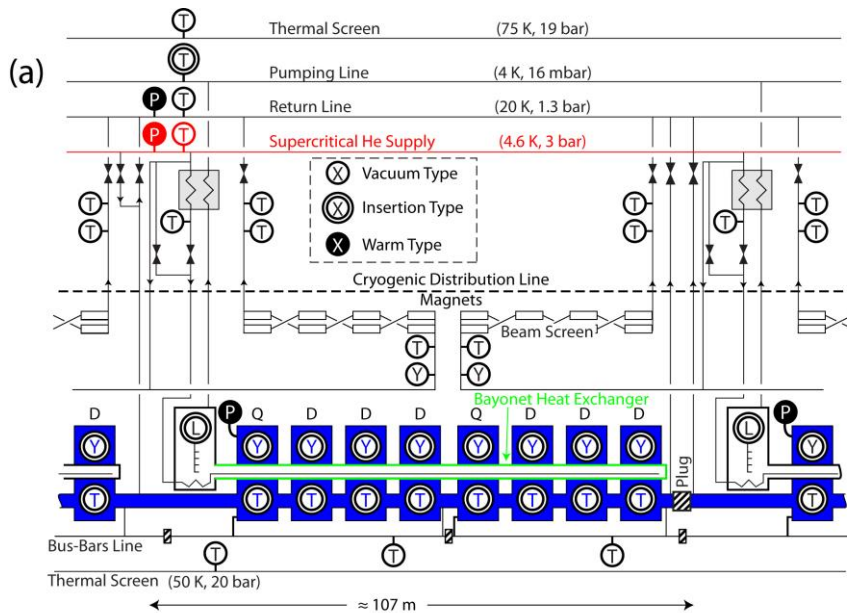 (a)
T
Thermal Screen (75 K, 19 bar)
T
Pumping Line (4 K, 16 mbar)
P T
Return Line (20 K, 1.3 bar)
P T
Supercritical He Supply (4.6 K, 3 bar)
X Vacuum Type
X Insertion Type
X Warm Type
T T T T
T T T T
T T
Cryogenic Distribution Line
Magnets
Beam Screen
T T
Y Y
Bayonet Heat Exchanger
D Q D D D Q D D D D
P P
L L
Y Y Y Y Y Y Y Y Y Y
Plug
T T T T T T T T T T
Bus-Bars Line
T T T
Thermal Screen (50 K, 20 bar)
≈ 107 m